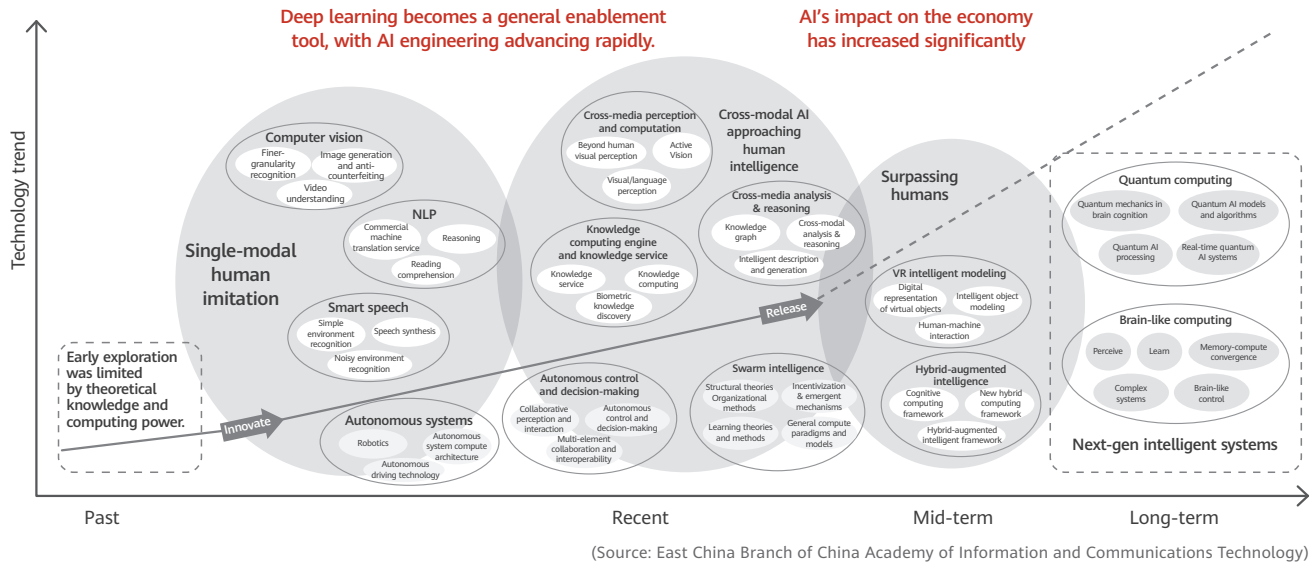 Deep learning becomes a general enablement
tool, with AI engineering advancing rapidly.
AI's impact on the economy
has increased significantly
Technology trend
Early exploration
was limited
by theoretical
knowledge and
computing power.
Innovate
Single-modal
human
imitation
Computer vision
Finer-
granularity
recognition
Image generation
and anti-
counterfeiting
Video
understanding
NLP
Commercial
machine
translation service
Reasoning
Reading
comprehension
Smart speech
Simple
environment
recognition
Speech synthesis
Noisy environment
recognition
Autonomous systems
Robotics
Autonomous
system compute
architecture
Autonomous
driving technology
Cross-modal AI
approaching
human
intelligence
Cross-media perception
and computation
Beyond human
visual perception
Active
Vision
Visual/language
perception
Cross-media analysis
& reasoning
Knowledge
graph
Cross-modal
analysis &
reasoning
Intelligent description
and generation
Knowledge
computing engine
and knowledge service
Knowledge
service
Knowledge
computing
Biometric
knowledge
discovery
Release
Autonomous control
and decision-making
Collaborative
perception and
interaction
Autonomous
control and
decision-making
Multi-element
collaboration and
interoperability
Swarm intelligence
Structural theories
Organizational
methods
Incentivization
& emergent
mechanisms
Learning theories
and methods
General compute
paradigms and
models
Surpassing
humans
VR intelligent modeling
Digital
representation
of virtual objects
Intelligent object
modeling
Human-machine
interaction
Hybrid-augmented
intelligence
Cognitive
computing
framework
New hybrid
computing
framework
Hybrid-augmented
intelligent framework
Quantum computing
Quantum mechanics in
brain cognition
Quantum AI models
and algorithms
Quantum AI
processing
Real-time quantum
AI systems
Brain-like computing
Perceive
Learn
Memory-compute
convergence
Complex
systems
Brain-like
control
Next-gen intelligent systems
Past
Recent
Mid-term
Long-term
(Source: East China Branch of China Academy of Information and Communications Technology)